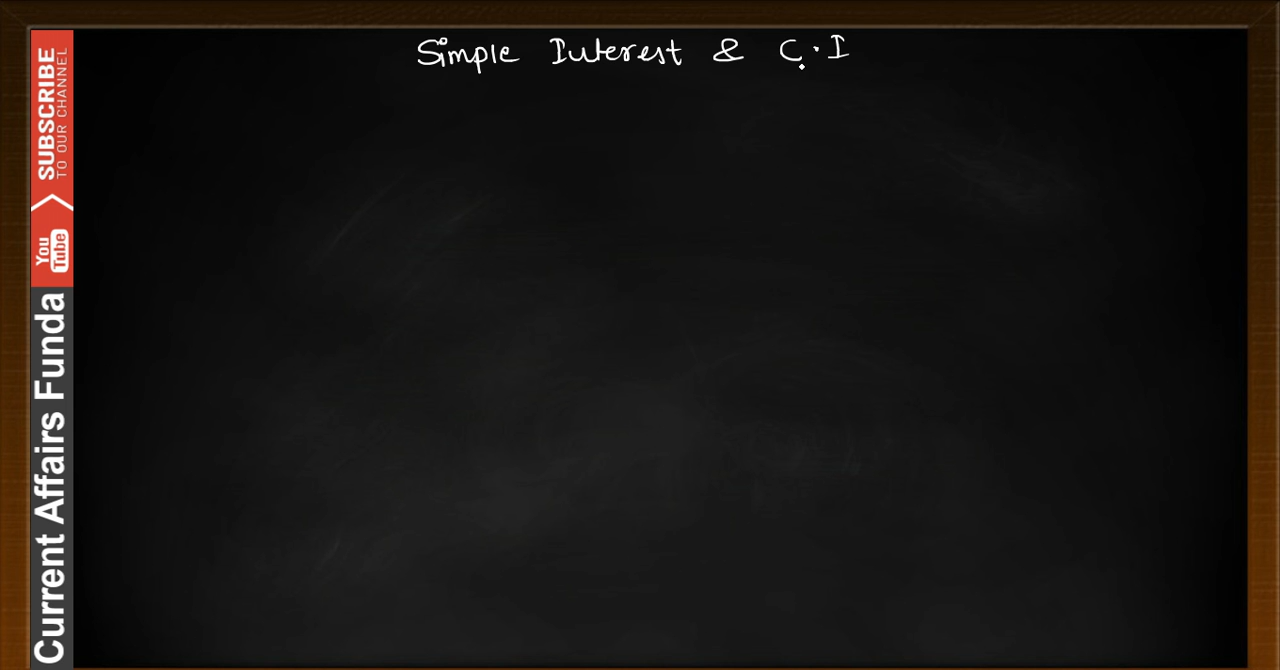 Simple Interest & C.I
SUBSCRIBE
TO OUR CHANNEL
You Tube
Current Affairs Funda